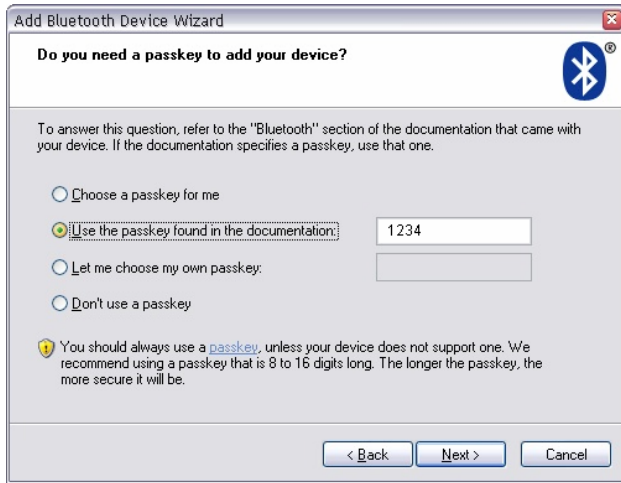 Add Bluetooth Device Wizard
Do you need a passkey to add your device?
®
To answer this question, refer to the "Bluetooth" section of the documentation that came with
your device. If the documentation specifies a passkey, use that one.
Choose a passkey for me
Use the passkey found in the documentation: 1234
Let me choose my own passkey:
Don't use a passkey
You should always use a passkey, unless your device does not support one. We
recommend using a passkey that is 8 to 16 digits long. The longer the passkey, the
more secure it will be.
< Back Next > Cancel